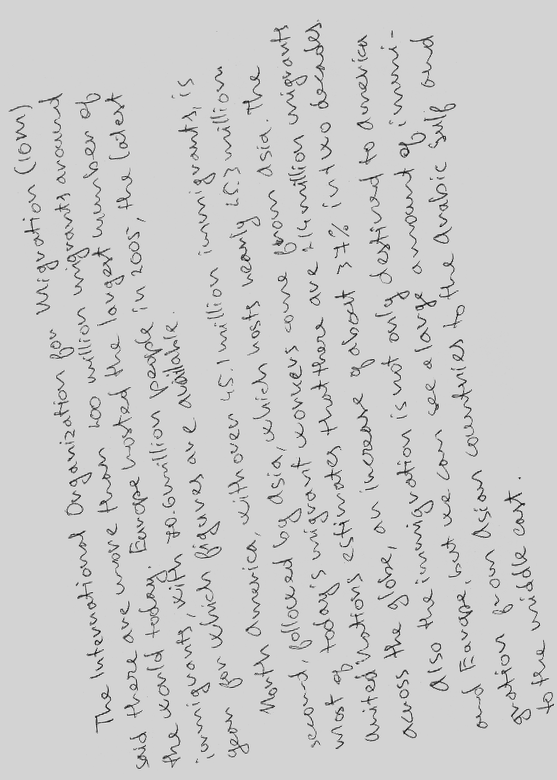 The International Organization for Migration (IOM)
said there are more than 200 million migrants around
the world today. Europe hosted the largest number of
immigrants, with 70.6 million people in 2005, the latest
year for which figures are available.
North America, with over 45.1 million immigrants, is
second, followed by Asia, which hosts nearly 25.3 million
most of today's migrant workers come from Asia. The
United Nations estimates that there are 214 million migrants
across the globe, an increase of about 37% in two decades.
Also the immigration is not only destined to America
and Europe, but we can see a large amount of immi-
gration from Asian countries to the Arabic Gulf and
to the middle east.